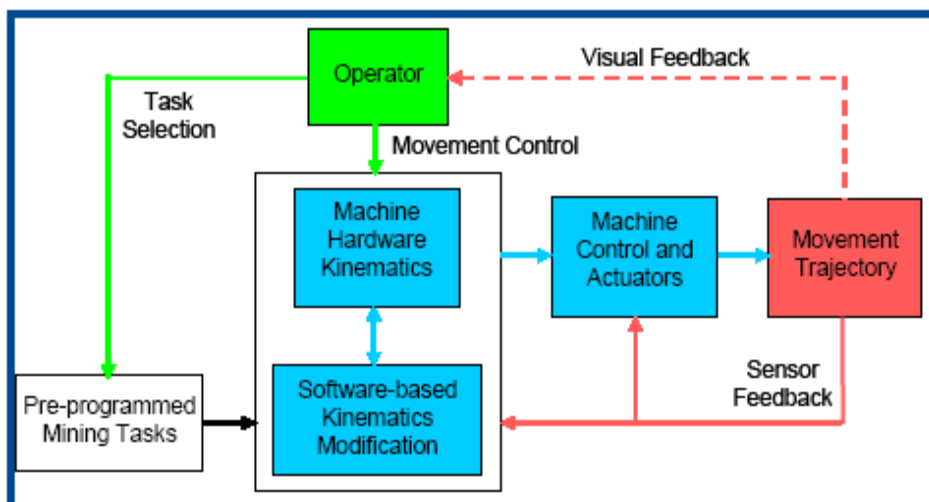 Visual Feedback
Operator
Task
Selection
Movement Control
Machine
Hardware
Kinematics
Machine
Control and
Actuators
Movement
Trajectory
Sensor
Feedback
Pre-programmed
Mining Tasks
Software-based
Kinematics
Modification